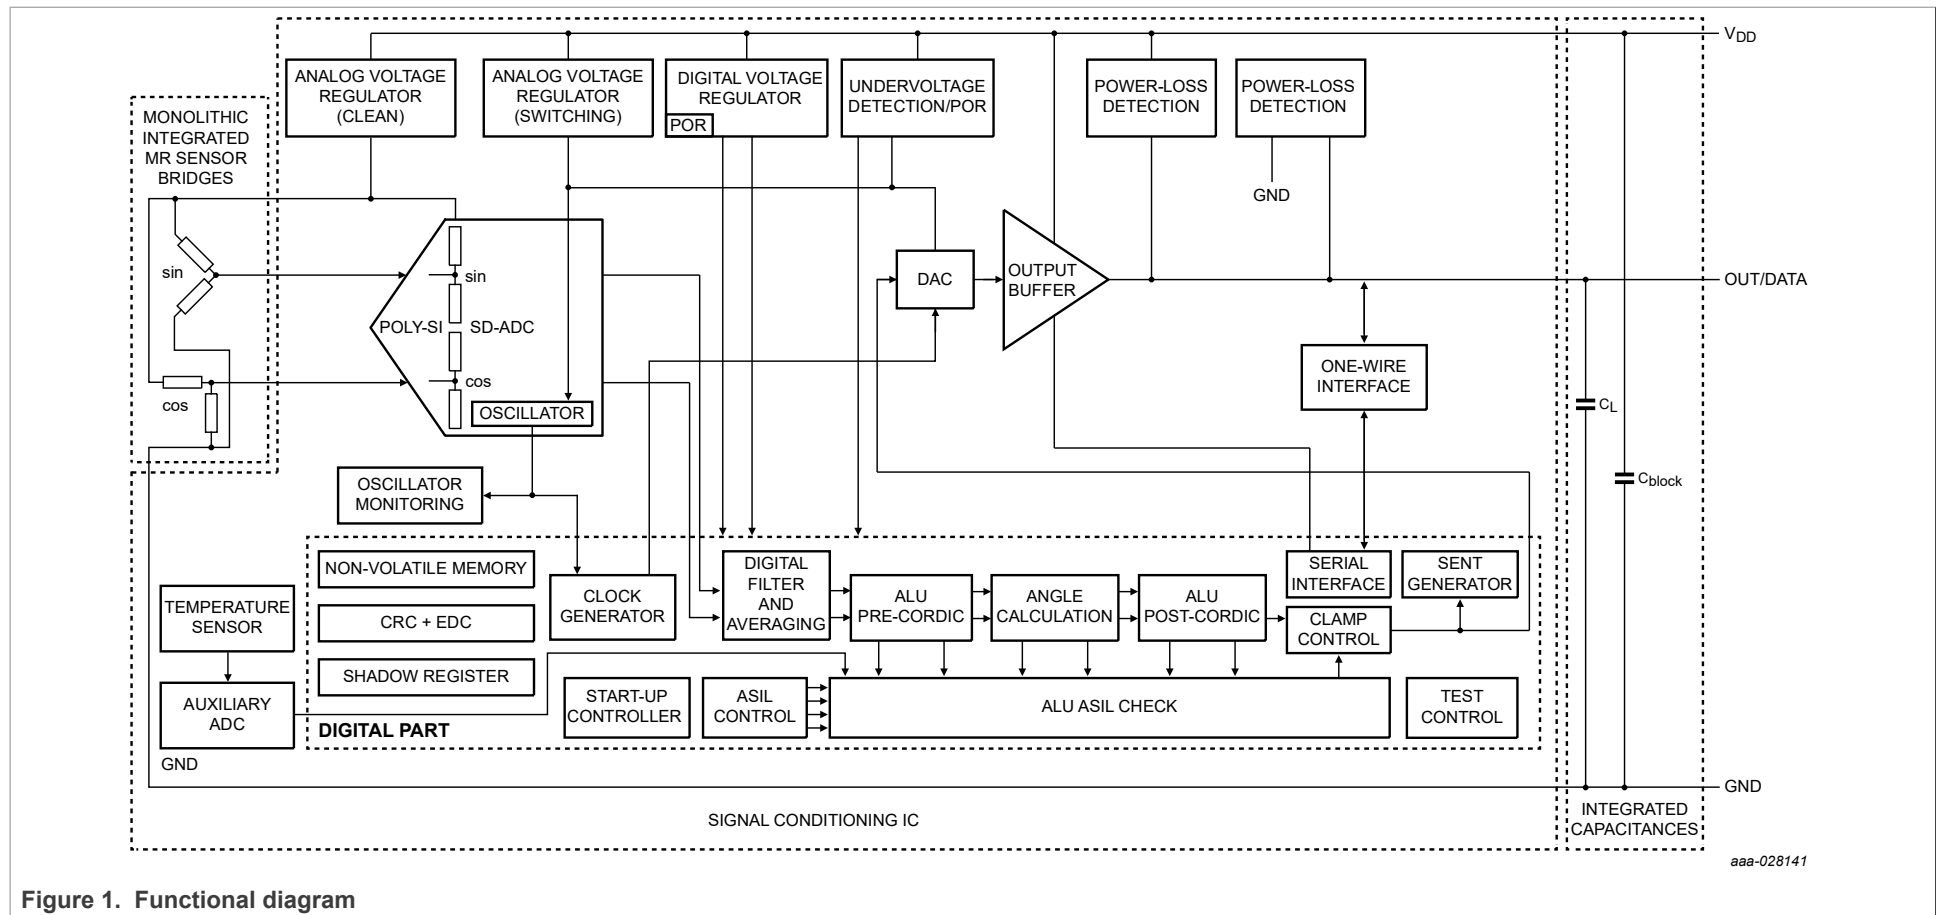 V_DD
ANALOG VOLTAGE
REGULATOR
(CLEAN)
ANALOG VOLTAGE
REGULATOR
(SWITCHING)
DIGITAL VOLTAGE
REGULATOR
POR
UNDERVOLTAGE
DETECTION/POR
POWER-LOSS
DETECTION
POWER-LOSS
DETECTION
GND
MONOLITHIC
INTEGRATED
MR SENSOR
BRIDGES
sin
cos
POLY-SI
SD-ADC
sin
cos
OSCILLATOR
DAC
OUTPUT
BUFFER
OUT/DATA
ONE-WIRE
INTERFACE
C_L
C_block
OSCILLATOR
MONITORING
NON-VOLATILE MEMORY
CRC + EDC
SHADOW REGISTER
CLOCK
GENERATOR
DIGITAL
FILTER
AND
AVERAGING
ALU
PRE-CORDIC
ANGLE
CALCULATION
ALU
POST-CORDIC
SERIAL
INTERFACE
SENT
GENERATOR
CLAMP
CONTROL
TEMPERATURE
SENSOR
AUXILIARY
ADC
GND
START-UP
CONTROLLER
ASIL
CONTROL
ALU ASIL CHECK
TEST
CONTROL
DIGITAL PART
GND
SIGNAL CONDITIONING IC
INTEGRATED
CAPACITANCES
aaa-028141
Figure 1. Functional diagram